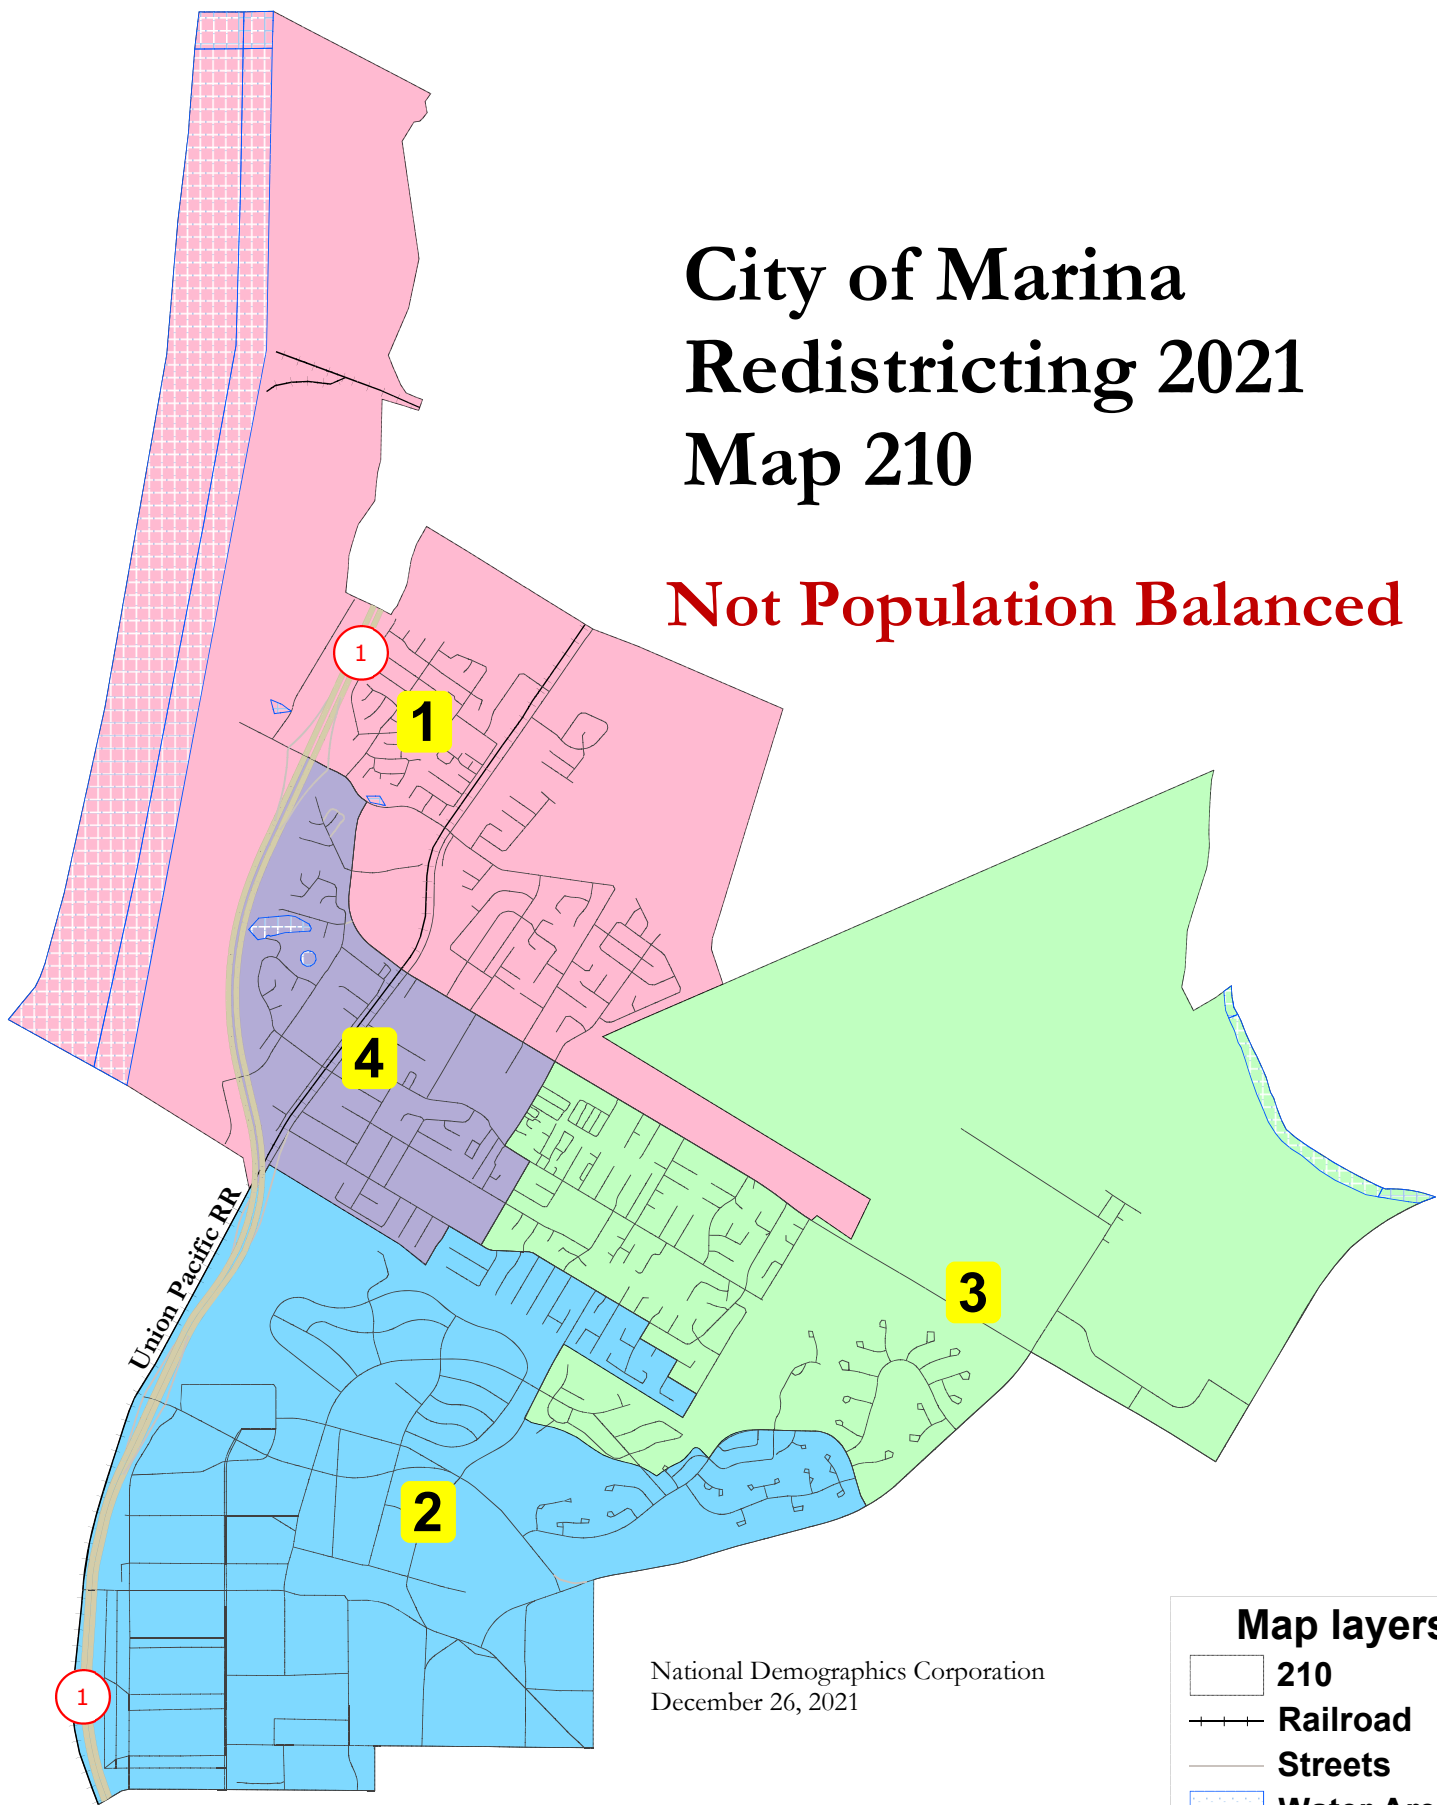 City of Marina
Redistricting 2021
Map 210
Not Population Balanced
1
1
4
3
Union Pacific RR
2
1
National Demographics Corporation
December 26, 2021
Map layers
210
Railroad
Streets
Water